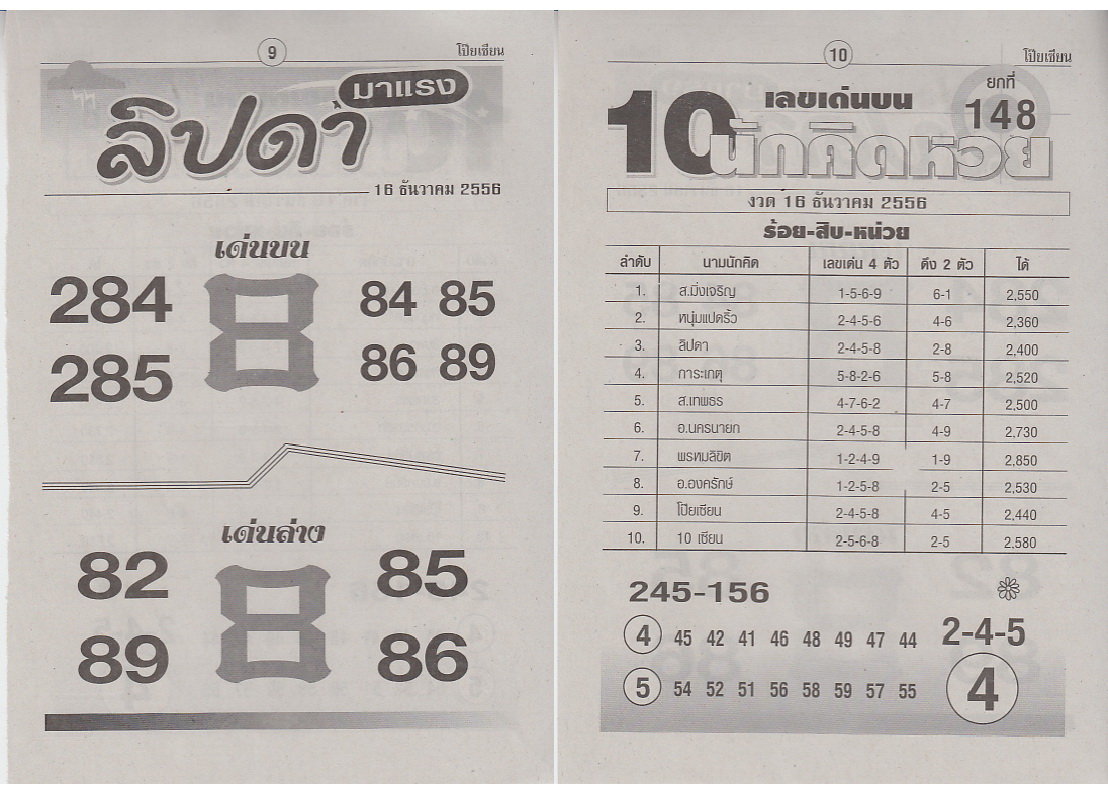 9
โป๊ยเซียน
ลิปดา มาแรง
16 ธันวาคม 2556
เด่นบน
284 8 84 85
285 86 89
เด่นล่าง
82 8 85
89 86
10
โป๊ยเซียน
10 เลขเด่นบน
นักคิดหวย
ยกที่
148
งวด 16 ธันวาคม 2556
ร้อย-สิบ-หน่วย
ลำดับ นามนักคิด เลขเด่น 4 ตัว ดึง 2 ตัว ได้
1. ส.มิ่งเจริญ 1-5-6-9 6-1 2,550
2. หนุ่มแปดริ้ว 2-4-5-6 4-6 2,360
3. ลิปดา 2-4-5-8 2-8 2,400
4. การะเกตุ 5-8-2-6 5-8 2,520
5. ส.เทพธร 4-7-6-2 4-7 2,500
6. อ.นครนายก 2-4-5-8 4-9 2,730
7. พรหมลิขิต 1-2-4-9 1-9 2,850
8. อ.องครักษ์ 1-2-5-8 2-5 2,530
9. โป๊ยเซียน 2-4-5-8 4-5 2,440
10. 10 เซียน 2-5-6-8 2-5 2,580
245-156
4 45 42 41 46 48 49 47 44
5 54 52 51 56 58 59 57 55
2-4-5
4